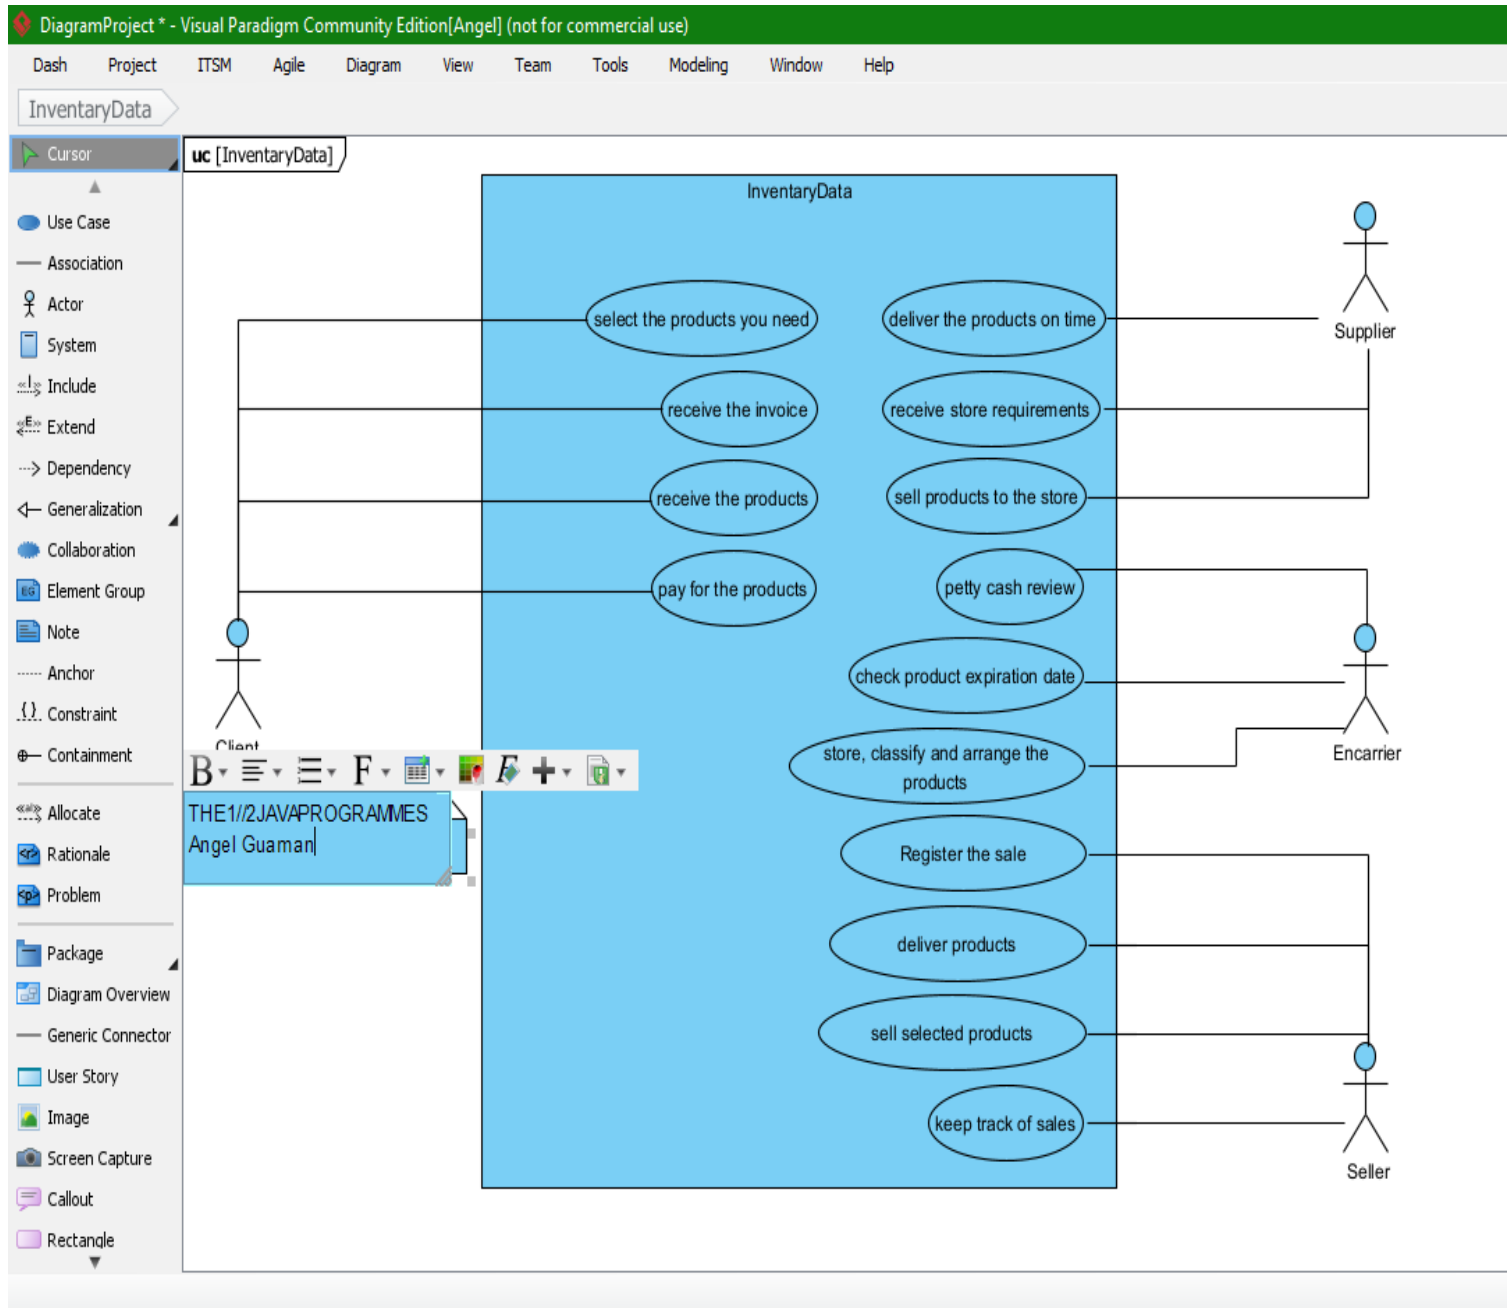 DiagramProject * - Visual Paradigm Community Edition[Angel] (not for commercial use)
Dash Project ITSM Agile Diagram View Team Tools Modeling Window Help
InventaryData
Cursor
Use Case
Association
Actor
System
Include
Extend
Dependency
Generalization
Collaboration
EG Element Group
Note
Anchor
Constraint
Containment
Allocate
Rationale
Problem
Package
Diagram Overview
Generic Connector
User Story
Image
Screen Capture
Callout
Rectangle
uc [InventaryData]
InventaryData
select the products you need
receive the invoice
receive the products
pay for the products
deliver the products on time
receive store requirements
sell products to the store
petty cash review
check product expiration date
store, classify and arrange the
products
Register the sale
deliver products
sell selected products
keep track of sales
Supplier
Encarrier
Seller
Client
B F F
THE1//2JAVAPROGRAMMES
Angel Guaman